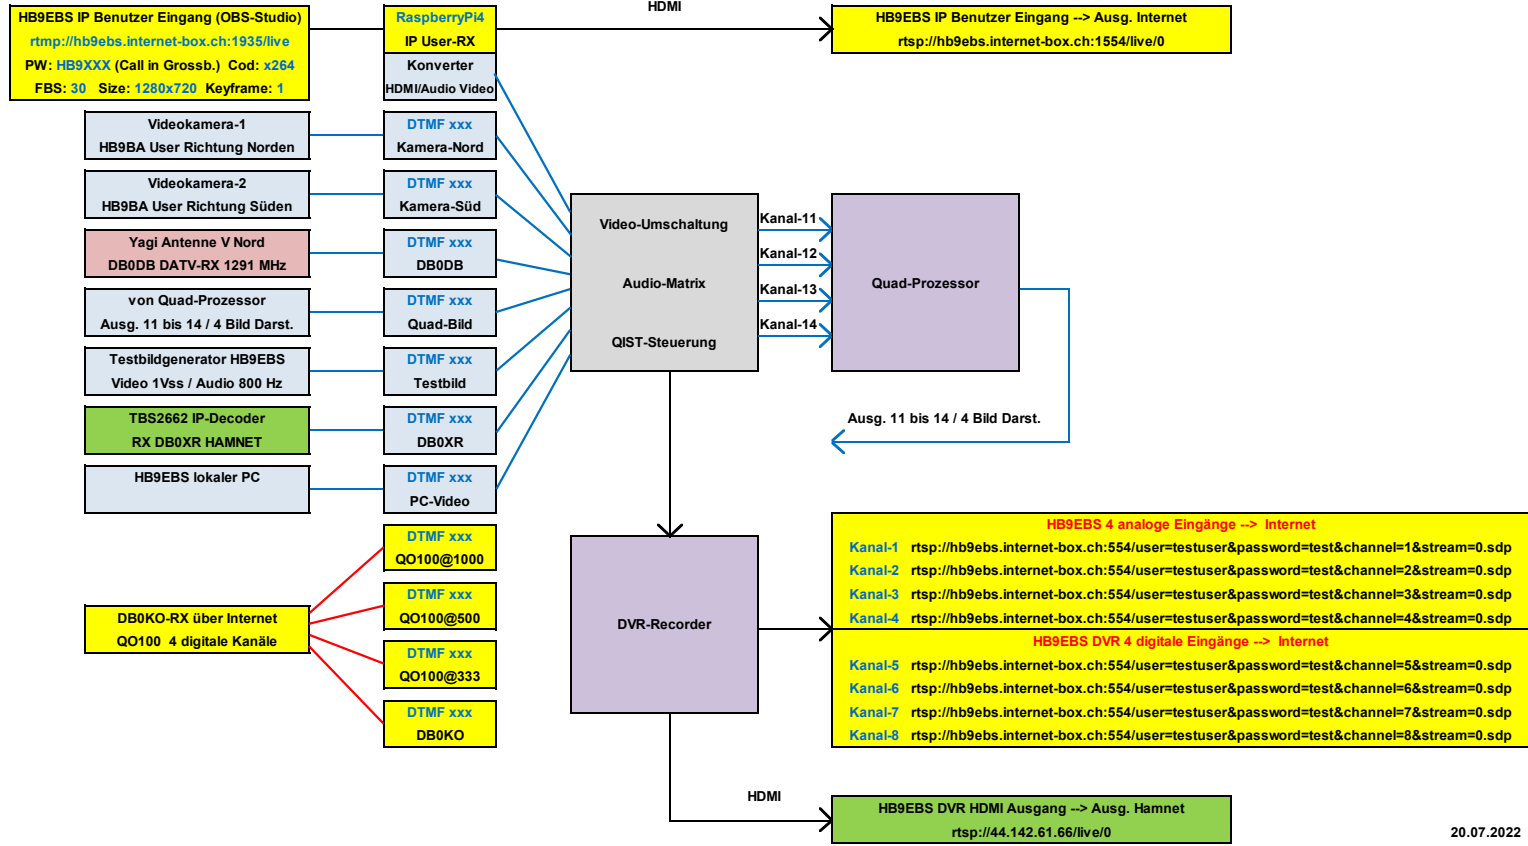 HB9EBS IP Benutzer Eingang (OBS-Studio)
rtmp://hb9ebs.internet-box.ch:1935/live
PW: HB9XXX (Call in Grossb.) Cod: x264
FBS: 30 Size: 1280x720 Keyframe: 1
RaspberryPi4
IP User-RX
Konverter
HDMI/Audio Video
HDMI
HB9EBS IP Benutzer Eingang --> Ausg. Internet
rtsp://hb9ebs.internet-box.ch:1554/live/0
Videokamera-1
HB9BA User Richtung Norden
DTMF xxx
Kamera-Nord
Videokamera-2
HB9BA User Richtung Süden
DTMF xxx
Kamera-Süd
Yagi Antenne V Nord
DB0DB DATV-RX 1291 MHz
DTMF xxx
DB0DB
von Quad-Prozessor
Ausg. 11 bis 14 / 4 Bild Darst.
DTMF xxx
Quad-Bild
Testbildgenerator HB9EBS
Video 1Vss / Audio 800 Hz
DTMF xxx
Testbild
TBS2662 IP-Decoder
RX DB0XR HAMNET
DTMF xxx
DB0XR
HB9EBS lokaler PC
DTMF xxx
PC-Video
Video-Umschaltung
Audio-Matrix
QIST-Steuerung
Kanal-11
Kanal-12
Kanal-13
Kanal-14
Quad-Prozessor
Ausg. 11 bis 14 / 4 Bild Darst.
DB0KO-RX über Internet
QO100 4 digitale Kanäle
DTMF xxx
QO100@1000
DTMF xxx
QO100@500
DTMF xxx
QO100@333
DTMF xxx
DB0KO
DVR-Recorder
HB9EBS 4 analoge Eingänge --> Internet
Kanal-1 rtsp://hb9ebs.internet-box.ch:554/user=testuser&password=test&channel=1&stream=0.sdp
Kanal-2 rtsp://hb9ebs.internet-box.ch:554/user=testuser&password=test&channel=2&stream=0.sdp
Kanal-3 rtsp://hb9ebs.internet-box.ch:554/user=testuser&password=test&channel=3&stream=0.sdp
Kanal-4 rtsp://hb9ebs.internet-box.ch:554/user=testuser&password=test&channel=4&stream=0.sdp
HB9EBS DVR 4 digitale Eingänge --> Internet
Kanal-5 rtsp://hb9ebs.internet-box.ch:554/user=testuser&password=test&channel=5&stream=0.sdp
Kanal-6 rtsp://hb9ebs.internet-box.ch:554/user=testuser&password=test&channel=6&stream=0.sdp
Kanal-7 rtsp://hb9ebs.internet-box.ch:554/user=testuser&password=test&channel=7&stream=0.sdp
Kanal-8 rtsp://hb9ebs.internet-box.ch:554/user=testuser&password=test&channel=8&stream=0.sdp
HDMI
HB9EBS DVR HDMI Ausgang --> Ausg. Hamnet
rtsp://44.142.61.66/live/0
20.07.2022